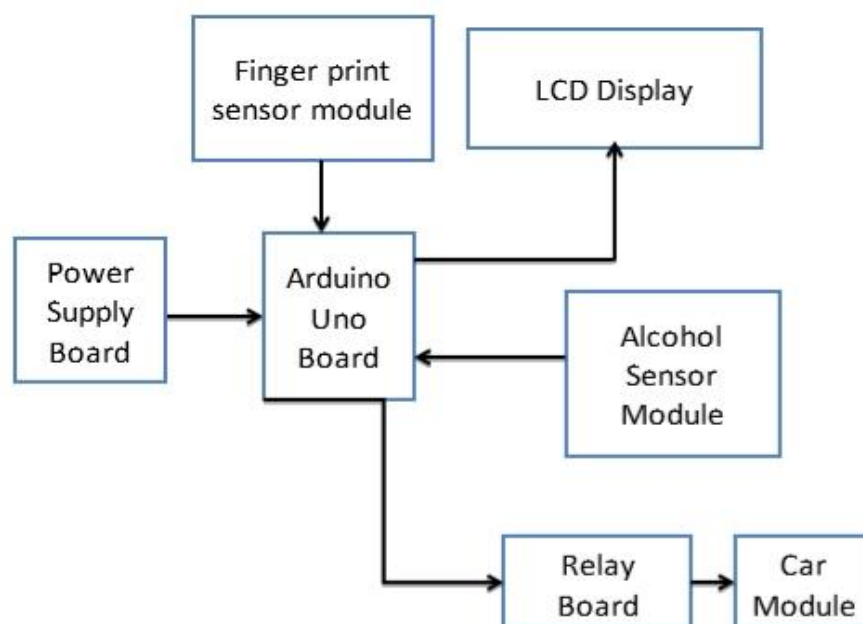 Finger print
sensor module
LCD Display
Power
Supply
Board
Arduino
Uno
Board
Alcohol
Sensor
Module
Relay
Board
Car
Module